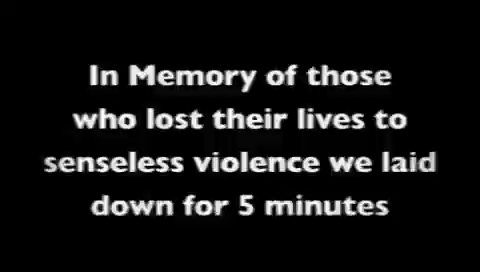 In Memory of those
who lost their lives to
senseless violence we laid
down for 5 minutes